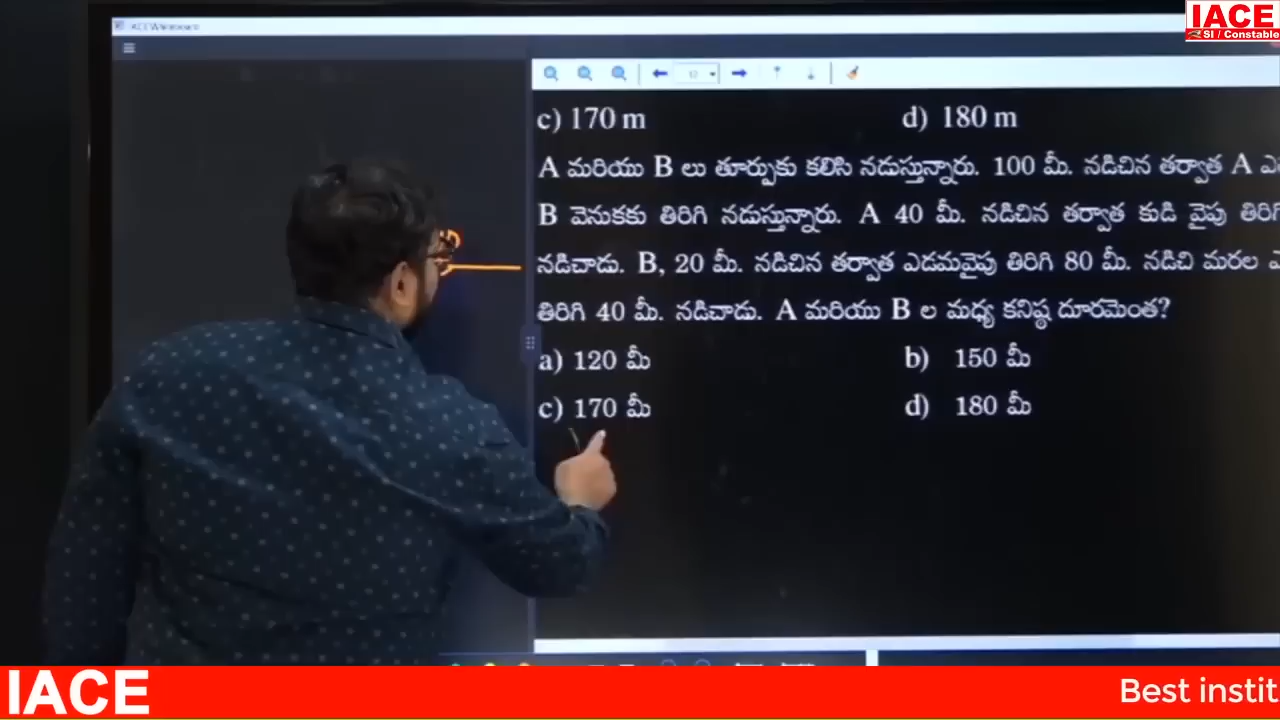 IACE
SI / Constable
c) 170 m d) 180 m
A మరియు B లు తూర్పుకు కలిసి నడుస్తున్నారు. 100 మీ. నడిచిన తర్వాత A
B వెనుకకు తిరిగి నడుస్తున్నారు. A 40 మీ. నడిచిన తర్వాత కుడి వైపు తిరిగి
నడిచాడు. B, 20 మీ. నడిచిన తర్వాత ఎడమవైపు తిరిగి 80 మీ. నడిచి మరల
తిరిగి 40 మీ. నడిచాడు. A మరియు B ల మధ్య కనిష్ఠ దూరమెంత?
a) 120 మీ b) 150 మీ
c) 170 మీ d) 180 మీ
IACE
Best instit